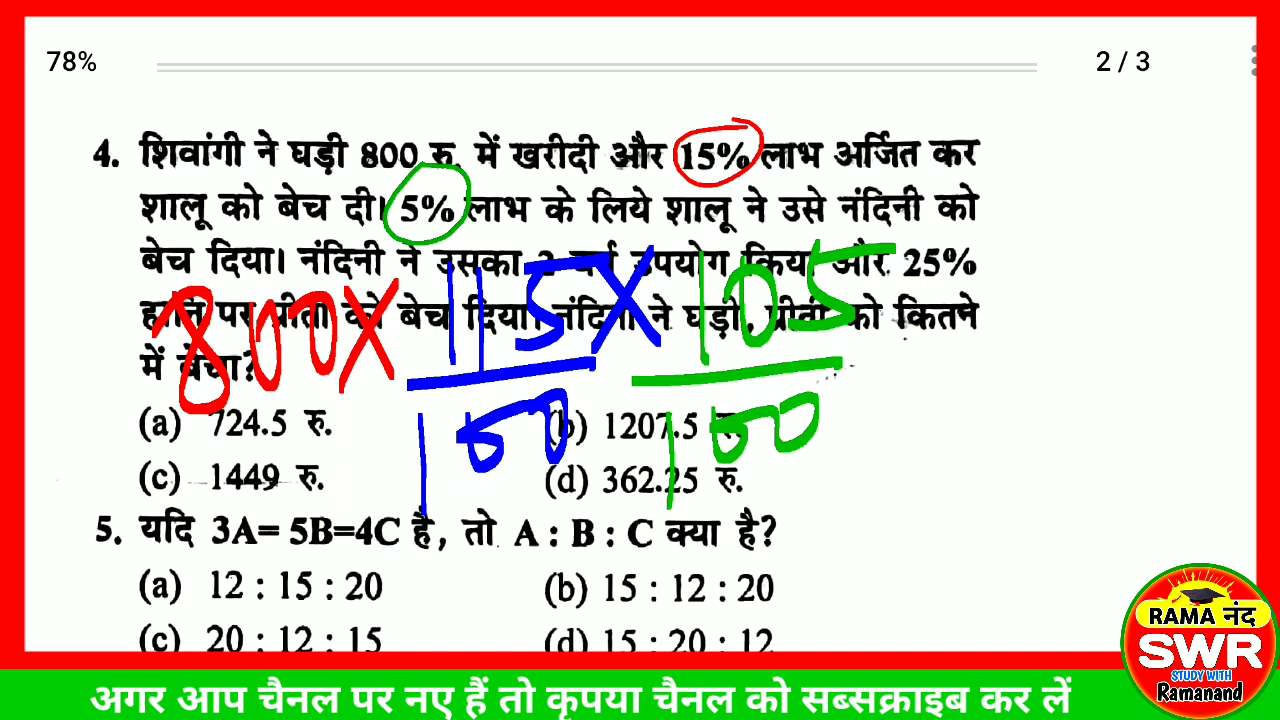 78%
2 / 3
4. शिवांगी ने घड़ी 800 रु. में खरीदी और 15% लाभ अर्जित कर
शालू को बेच दी। 5% लाभ के लिये शालू ने उसे नंदिनी को
बेच दिया। नंदिनी ने उसका 2 वर्ष उपयोग किया और 25%
हानि पर प्रीती को बेच दिया। नंदिनी ने घड़ी, प्रीती को कितने
में बेचा?
800 × 115/100 × 105/100
(a) 724.5 रु. (b) 1207.5 रु.
(c) 1449 रु. (d) 362.25 रु.
5. यदि 3A= 5B=4C है, तो A : B : C क्या है?
(a) 12 : 15 : 20 (b) 15 : 12 : 20
(c) 20 : 12 : 15 (d) 15 : 20 : 12
RAMA नंद
SWR
STUDY WITH
Ramanand
अगर आप चैनल पर नए हैं तो कृपया चैनल को सब्सक्राइब कर लें